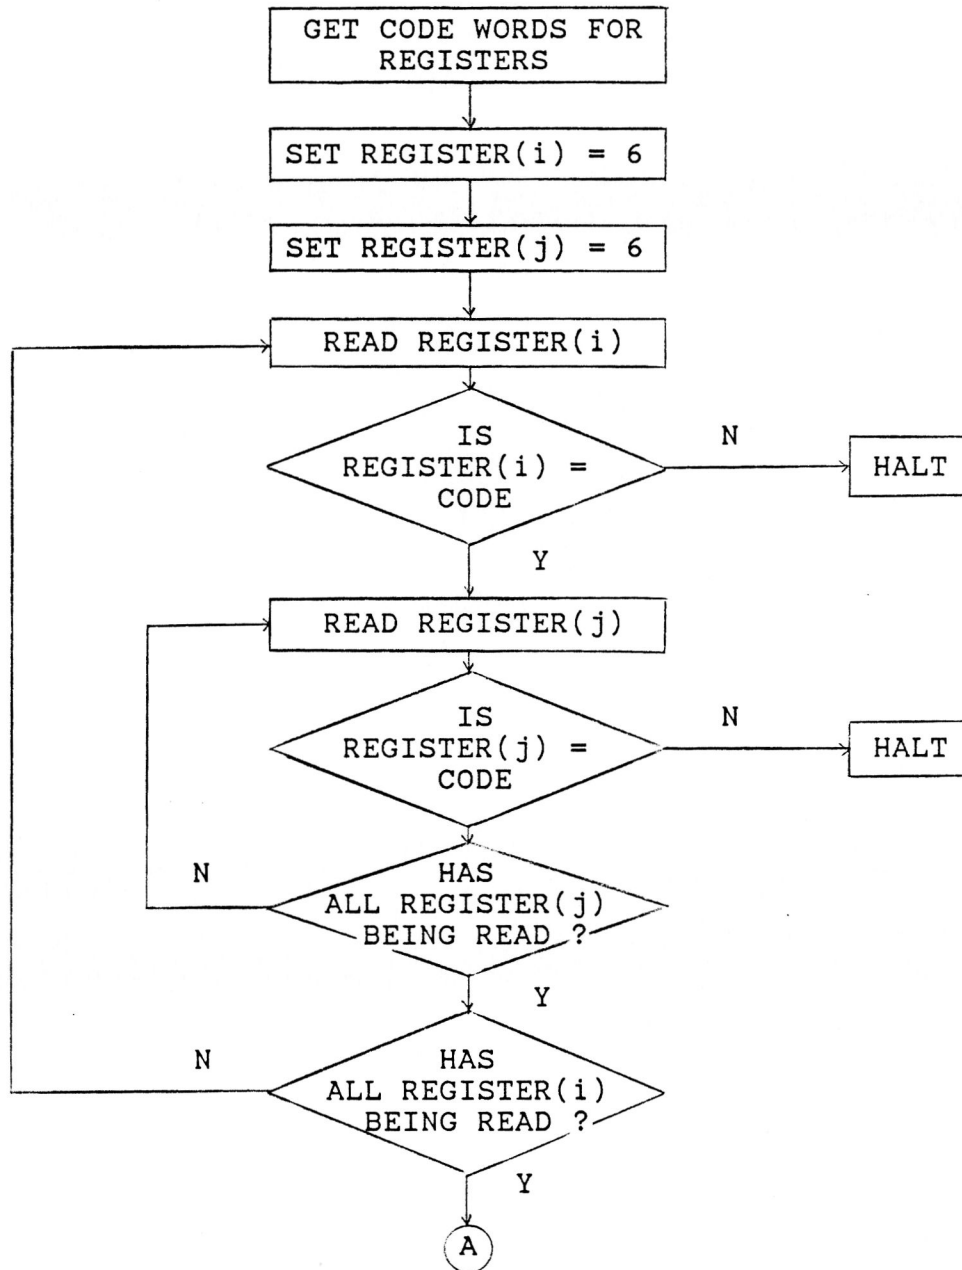 GET CODE WORDS FOR
REGISTERS
SET REGISTER(i) = 6
SET REGISTER(j) = 6
READ REGISTER(i)
IS
REGISTER(i) =
CODE
N
HALT
Y
READ REGISTER(j)
IS
REGISTER(j) =
CODE
N
HALT
N
HAS
ALL REGISTER(j)
BEING READ ?
Y
N
HAS
ALL REGISTER(i)
BEING READ ?
Y
A